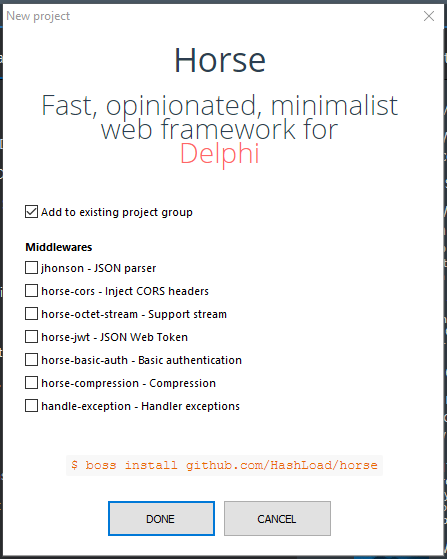 New project
Horse
Fast, opinionated, minimalist
web framework for
Delphi
Add to existing project group
Middlewares
jhonson - JSON parser
horse-cors - Inject CORS headers
horse-octet-stream - Support stream
horse-jwt - JSON Web Token
horse-basic-auth - Basic authentication
horse-compression - Compression
handle-exception - Handler exceptions
$ boss install github.com/HashLoad/horse
DONE CANCEL